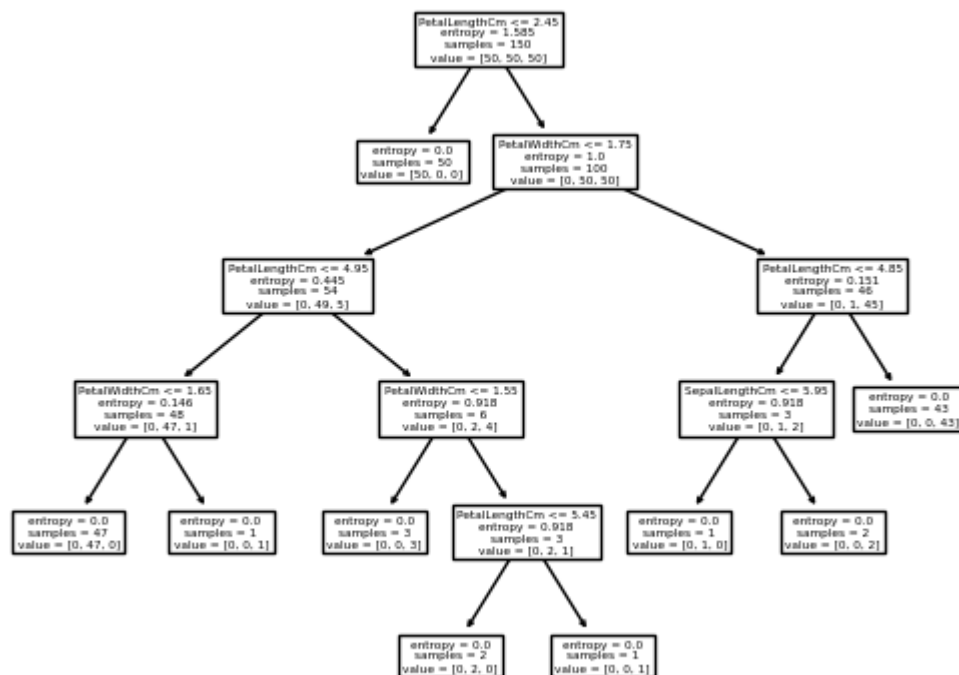 PetalLengthCm <= 2.45
entropy = 1.585
samples = 150
value = [50, 50, 50]
entropy = 0.0
samples = 50
value = [50, 0, 0]
PetalWidthCm <= 1.75
entropy = 1.0
samples = 100
value = [0, 50, 50]
PetalLengthCm <= 4.95
entropy = 0.445
samples = 54
value = [0, 49, 5]
PetalLengthCm <= 4.85
entropy = 0.151
samples = 46
value = [0, 1, 45]
PetalWidthCm <= 1.65
entropy = 0.146
samples = 48
value = [0, 47, 1]
PetalWidthCm <= 1.55
entropy = 0.918
samples = 6
value = [0, 2, 4]
SepalLengthCm <= 5.95
entropy = 0.918
samples = 3
value = [0, 1, 2]
entropy = 0.0
samples = 43
value = [0, 0, 43]
entropy = 0.0
samples = 47
value = [0, 47, 0]
entropy = 0.0
samples = 1
value = [0, 0, 1]
entropy = 0.0
samples = 3
value = [0, 0, 3]
PetalLengthCm <= 5.45
entropy = 0.918
samples = 3
value = [0, 2, 1]
entropy = 0.0
samples = 1
value = [0, 1, 0]
entropy = 0.0
samples = 2
value = [0, 0, 2]
entropy = 0.0
samples = 2
value = [0, 2, 0]
entropy = 0.0
samples = 1
value = [0, 0, 1]